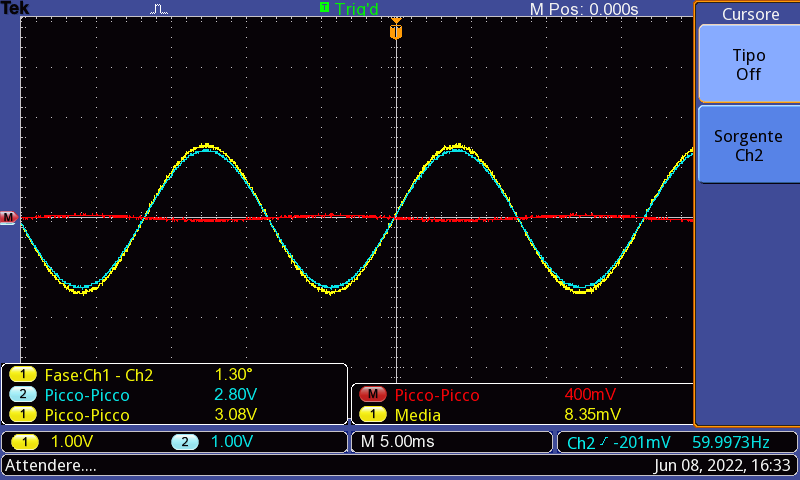 Tek T Trig'd M Pos: 0.000s
Cursore
T
Tipo
Off
Sorgente
Ch2
M
1 Fase:Ch1 - Ch2 1.30°
2 Picco-Picco 2.80V
1 Picco-Picco 3.08V
M Picco-Picco 400mV
1 Media 8.35mV
1 1.00V 2 1.00V M 5.00ms Ch2 -201mV 59.9973Hz
Attendere.... Jun 08, 2022, 16:33